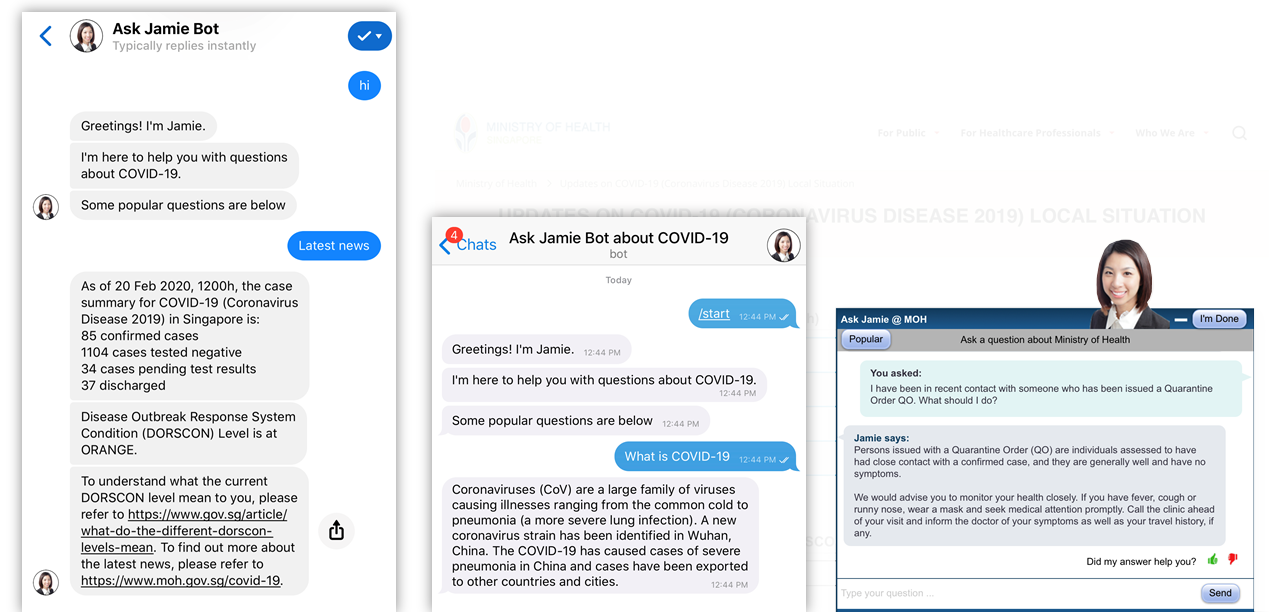 Ask Jamie Bot
Typically replies instantly
hi
Greetings! I'm Jamie.
I'm here to help you with questions
about COVID-19.
Some popular questions are below
Latest news
As of 20 Feb 2020, 1200h, the case
summary for COVID-19 (Coronavirus
Disease 2019) in Singapore is:
85 confirmed cases
1104 cases tested negative
34 cases pending test results
37 discharged
Disease Outbreak Response System
Condition (DORSCON) Level is at
ORANGE.
To understand what the current
DORSCON level mean to you, please
refer to https://www.gov.sg/article/
what-do-the-different-dorscon-
levels-mean. To find out more about
the latest news, please refer to
https://www.moh.gov.sg/covid-19.
MINISTRY OF HEALTH
SINGAPORE
For Public
For Healthcare Professionals
Who We Are
Ministry of Health > Updates on COVID-19 (Coronavirus Disease 2019) Local Situation
UPDATES ON COVID-19 (CORONAVIRUS DISEASE 2019) LOCAL SITUATION
4
Chats
Ask Jamie Bot about COVID-19
bot
Today
/start 12:44 PM
Greetings! I'm Jamie. 12:44 PM
I'm here to help you with questions about COVID-19.
12:44 PM
Some popular questions are below 12:44 PM
What is COVID-19 12:44 PM
Coronaviruses (CoV) are a large family of viruses
causing illnesses ranging from the common cold to
pneumonia (a more severe lung infection). A new
coronavirus strain has been identified in Wuhan,
China. The COVID-19 has caused cases of severe
pneumonia in China and cases have been exported
to other countries and cities. 12:44 PM
Ask Jamie @ MOH
I'm Done
Popular
Ask a question about Ministry of Health
You asked:
I have been in recent contact with someone who has been issued a Quarantine
Order QO. What should I do?
Jamie says:
Persons issued with a Quarantine Order (QO) are individuals assessed to have
had close contact with a confirmed case, and they are generally well and have no
symptoms.
We would advise you to monitor your health closely. If you have fever, cough or
runny nose, wear a mask and seek medical attention promptly. Call the clinic ahead
of your visit and inform the doctor of your symptoms as well as your travel history, if
any.
Did my answer help you?
Type your question ...
Send